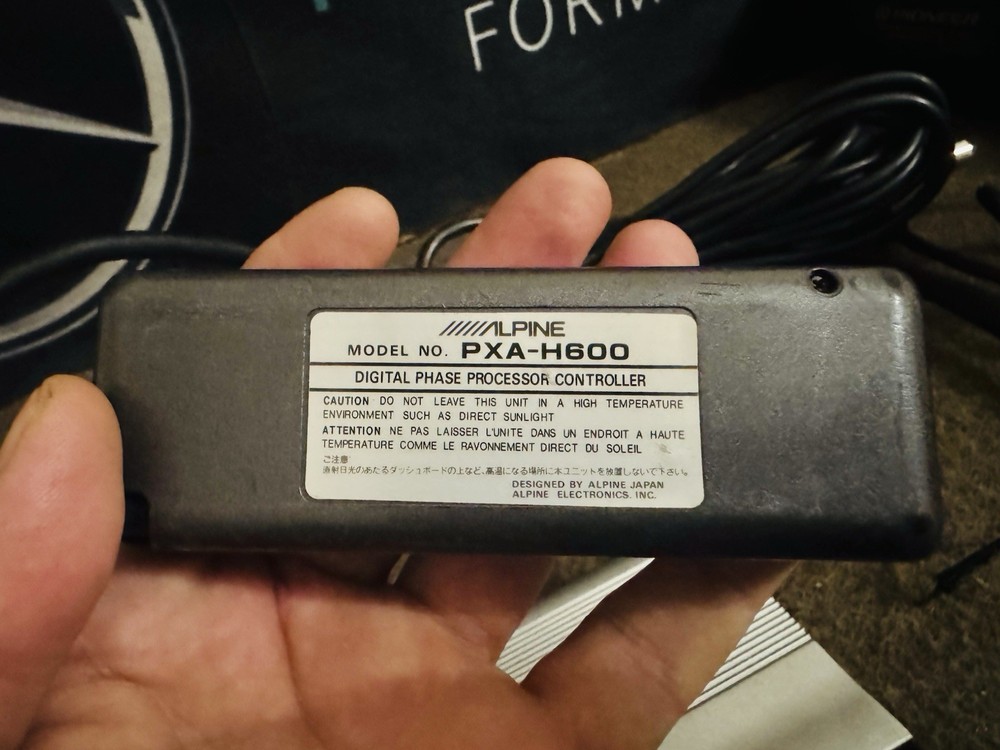 FORM
ALPINE
MODEL NO. PXA-H600
DIGITAL PHASE PROCESSOR CONTROLLER
CAUTION DO NOT LEAVE THIS UNIT IN A HIGH TEMPERATURE
ENVIRONMENT SUCH AS DIRECT SUNLIGHT
ATTENTION NE PAS LAISSER L'UNITE DANS UN ENDROIT A HAUTE
TEMPERATURE COMME LE RAVONNEMENT DIRECT DU SOLEIL
ご注意
直射日光のあたるダッシュボードの上など、高温になる場所に本ユニットを放置しないで下さい。
DESIGNED BY ALPINE JAPAN
ALPINE ELECTRONICS. INC.